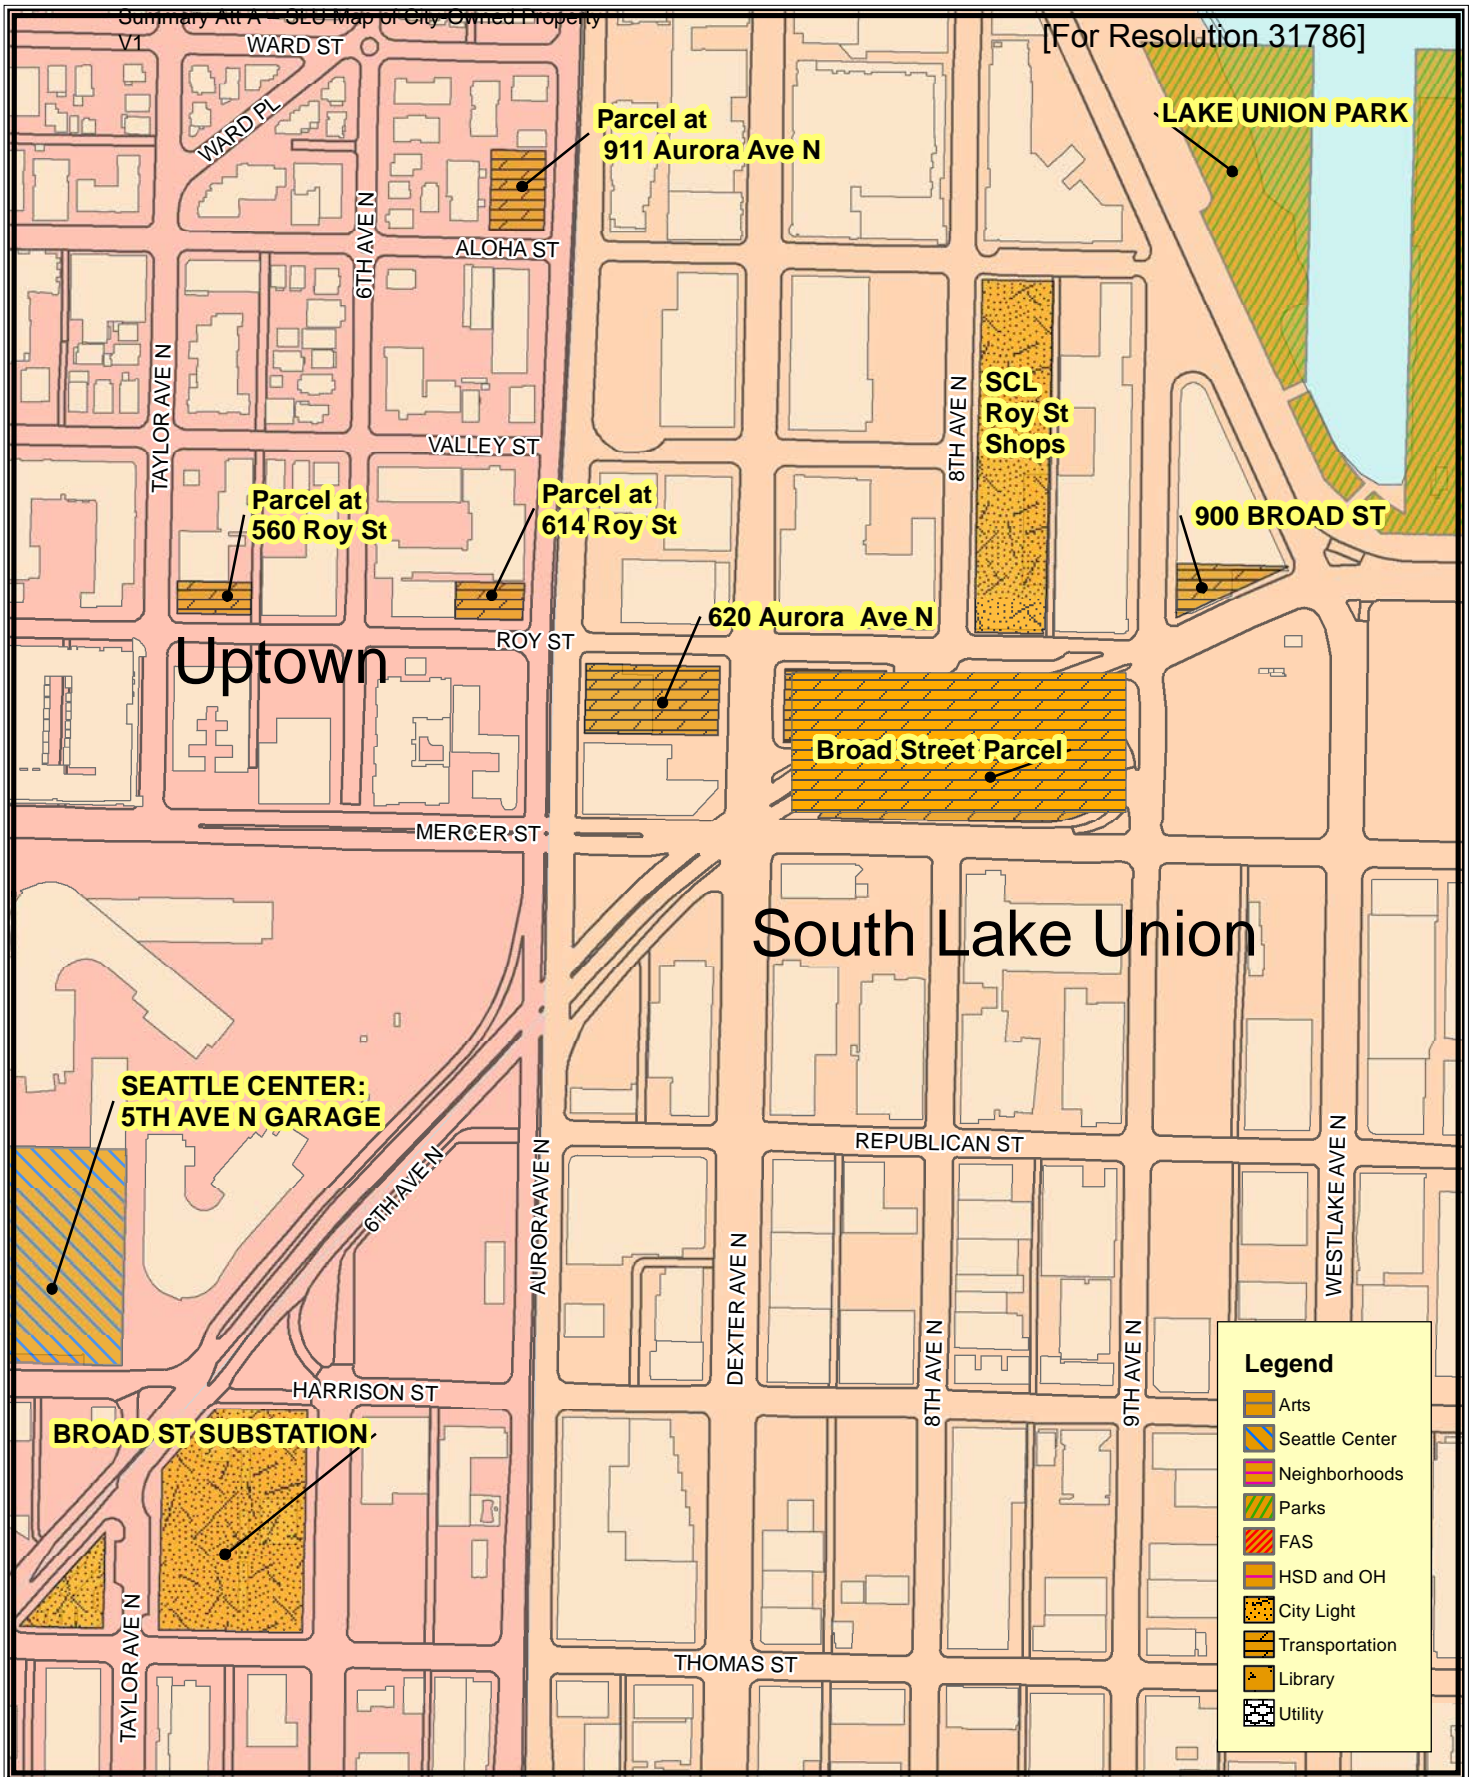 Summary Att A – SLU Map of City-Owned Property
V1
[For Resolution 31786]
WARD ST
WARD PL
Parcel at
911 Aurora Ave N
LAKE UNION PARK
6TH AVE N
ALOHA ST
TAYLOR AVE N
8TH AVE N
SCL
Roy St
Shops
VALLEY ST
Parcel at
560 Roy St
Parcel at
614 Roy St
900 BROAD ST
620 Aurora Ave N
ROY ST
Uptown
Broad Street Parcel
MERCER ST
South Lake Union
SEATTLE CENTER:
5TH AVE N GARAGE
6TH AVE N
AURORA AVE N
REPUBLICAN ST
WESTLAKE AVE N
DEXTER AVE N
8TH AVE N
9TH AVE N
HARRISON ST
BROAD ST SUBSTATION
TAYLOR AVE N
THOMAS ST
Legend
Arts
Seattle Center
Neighborhoods
Parks
FAS
HSD and OH
City Light
Transportation
Library
Utility